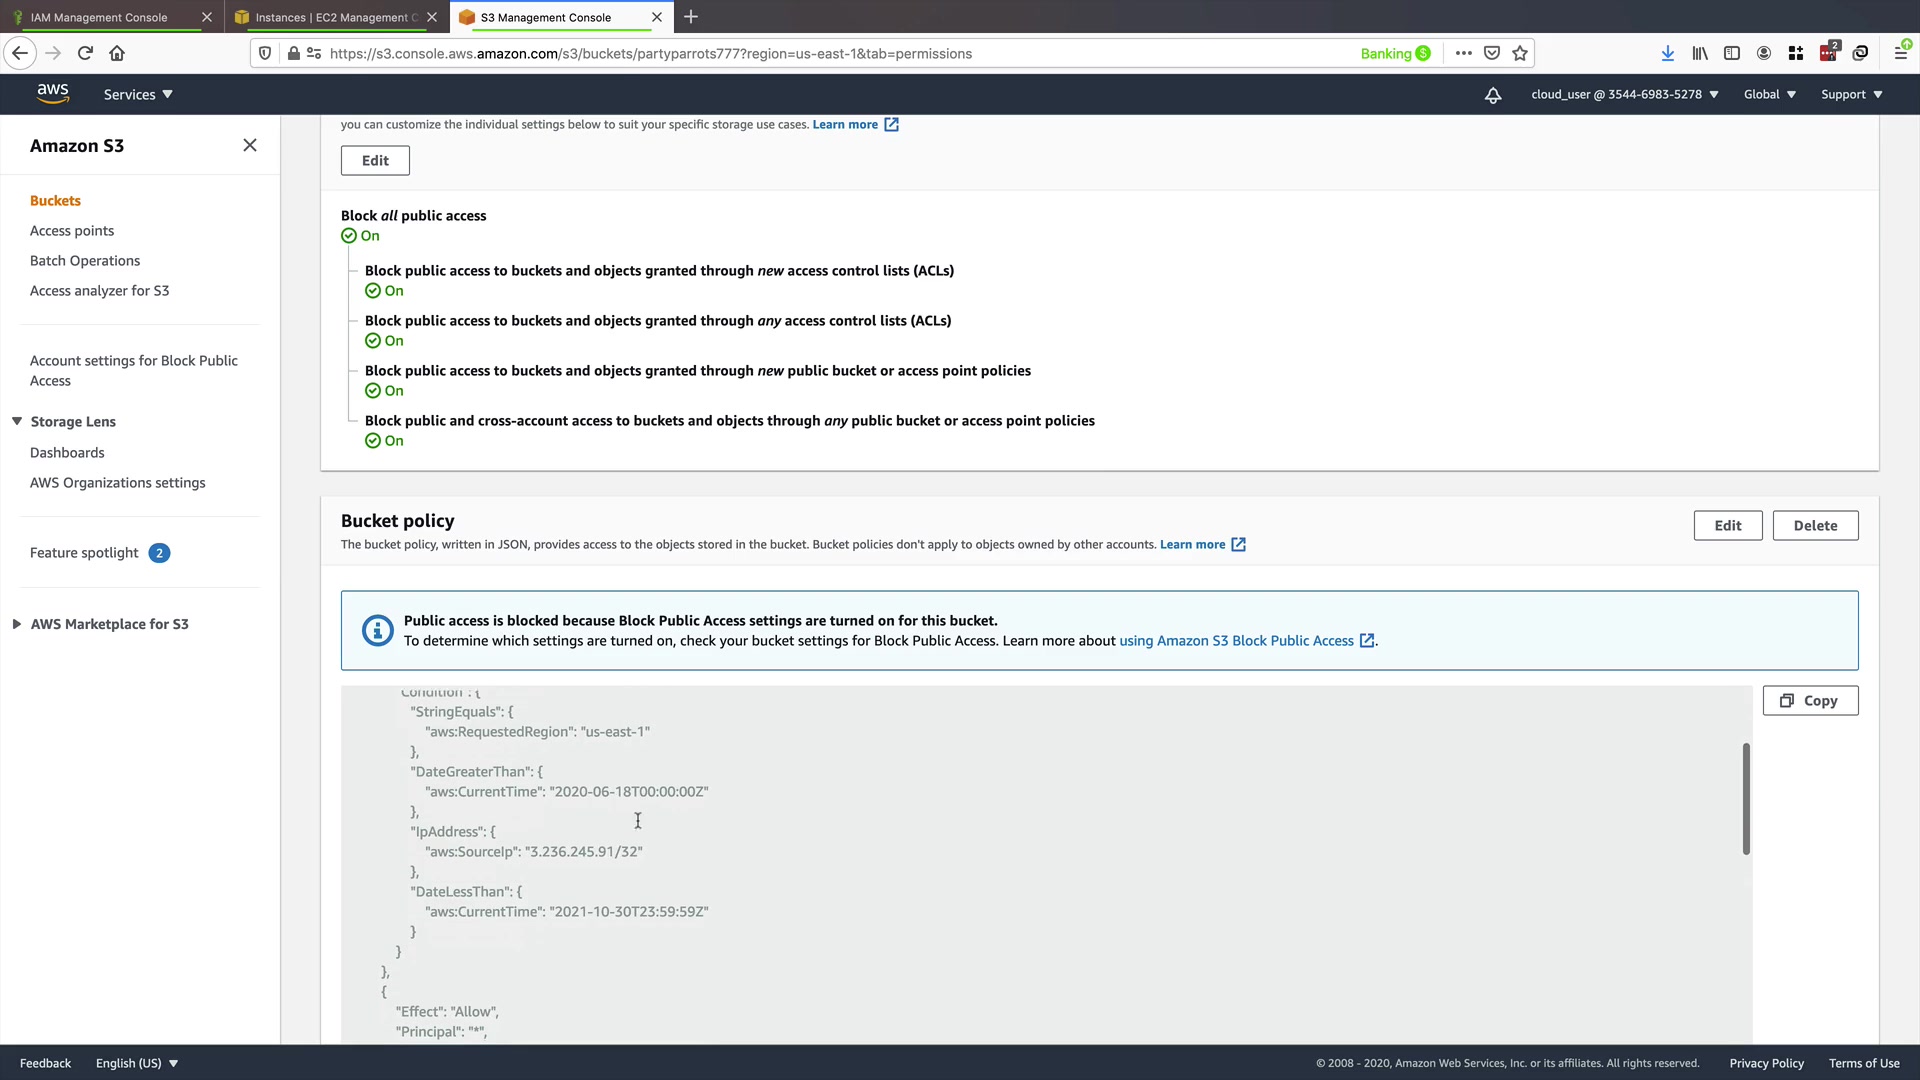 IAM Management Console
Instances | EC2 Management C
S3 Management Console
https://s3.console.aws.amazon.com/s3/buckets/partyparrots777?region=us-east-1&tab=permissions
Banking
2
aws
Services
cloud_user @ 3544-6983-5278
Global
Support
Amazon S3
Buckets
Access points
Batch Operations
Access analyzer for S3
Account settings for Block Public
Access
Storage Lens
Dashboards
AWS Organizations settings
Feature spotlight 2
AWS Marketplace for S3
you can customize the individual settings below to suit your specific storage use cases. Learn more
Edit
Block all public access
On
Block public access to buckets and objects granted through new access control lists (ACLs)
On
Block public access to buckets and objects granted through any access control lists (ACLs)
On
Block public access to buckets and objects granted through new public bucket or access point policies
On
Block public and cross-account access to buckets and objects through any public bucket or access point policies
On
Bucket policy
Edit
Delete
The bucket policy, written in JSON, provides access to the objects stored in the bucket. Bucket policies don't apply to objects owned by other accounts. Learn more
Public access is blocked because Block Public Access settings are turned on for this bucket.
To determine which settings are turned on, check your bucket settings for Block Public Access. Learn more about using Amazon S3 Block Public Access .
Copy
Condition": {
"StringEquals": {
"aws:RequestedRegion": "us-east-1"
},
"DateGreaterThan": {
"aws:CurrentTime": "2020-06-18T00:00:00Z"
},
"IpAddress": {
"aws:SourceIp": "3.236.245.91/32"
},
"DateLessThan": {
"aws:CurrentTime": "2021-10-30T23:59:59Z"
}
}
},
{
"Effect": "Allow",
"Principal": "*",
Feedback
English (US)
© 2008 - 2020, Amazon Web Services, Inc. or its affiliates. All rights reserved.
Privacy Policy
Terms of Use